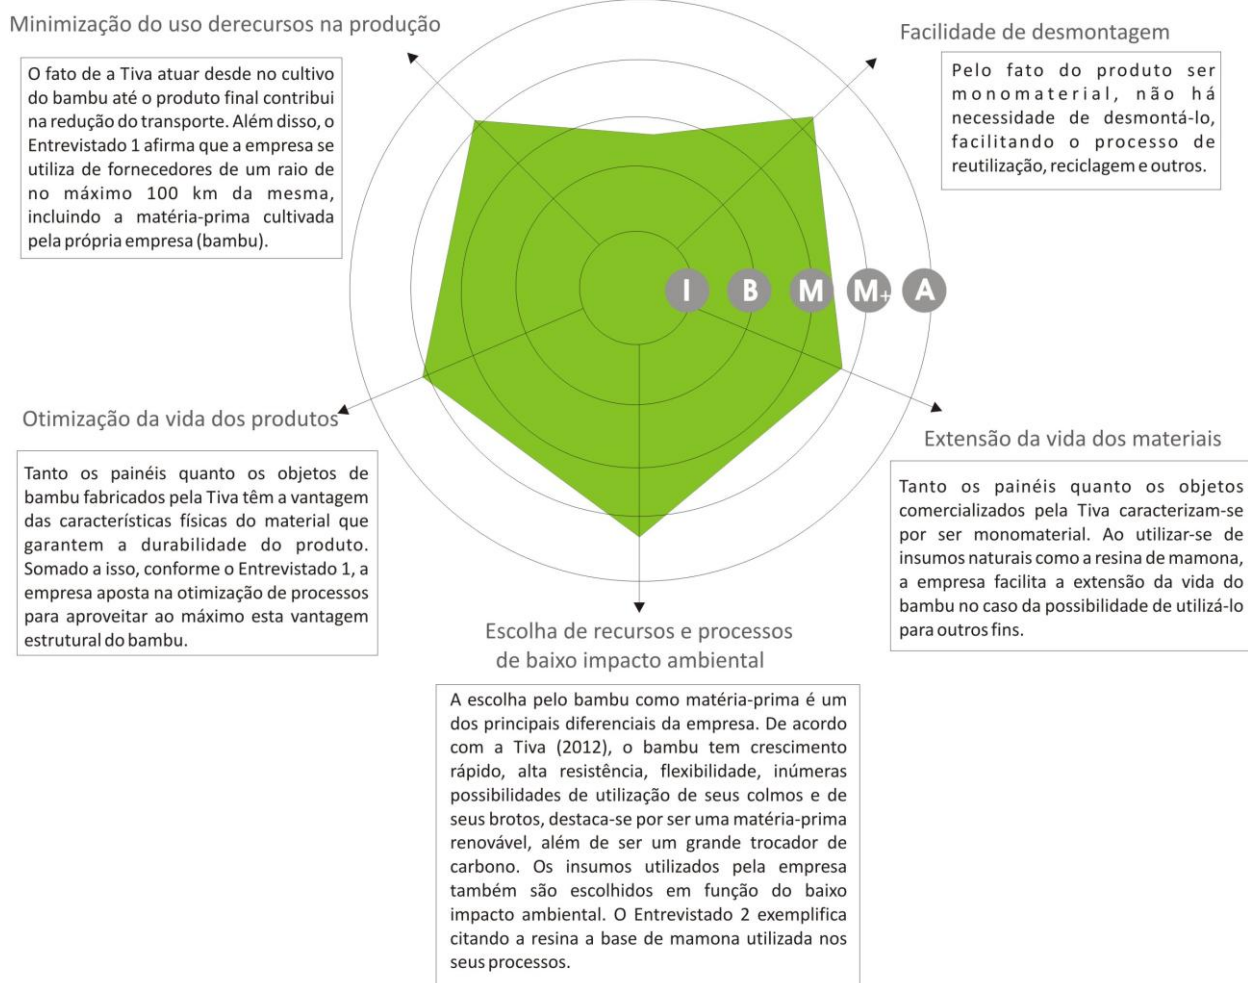 Minimização do uso derecursos na produção
O fato de a Tiva atuar desde no cultivo
do bambu até o produto final contribui
na redução do transporte. Além disso, o
Entrevistado 1 afirma que a empresa se
utiliza de fornecedores de um raio de
no máximo 100 km da mesma,
incluindo a matéria-prima cultivada
pela própria empresa (bambu).
Facilidade de desmontagem
Pelo fato do produto ser
monomaterial, não há
necessidade de desmontá-lo,
facilitando o processo de
reutilização, reciclagem e outros.
I B M M+ A
Otimização da vida dos produtos
Tanto os painéis quanto os objetos de
bambu fabricados pela Tiva têm a vantagem
das características físicas do material que
garantem a durabilidade do produto.
Somado a isso, conforme o Entrevistado 1, a
empresa aposta na otimização de processos
para aproveitar ao máximo esta vantagem
estrutural do bambu.
Extensão da vida dos materiais
Tanto os painéis quanto os objetos
comercializados pela Tiva caracterizam-se
por ser monomaterial. Ao utilizar-se de
insumos naturais como a resina de mamona,
a empresa facilita a extensão da vida do
bambu no caso da possibilidade de utilizá-lo
para outros fins.
Escolha de recursos e processos
de baixo impacto ambiental
A escolha pelo bambu como matéria-prima é um
dos principais diferenciais da empresa. De acordo
com a Tiva (2012), o bambu tem crescimento
rápido, alta resistência, flexibilidade, inúmeras
possibilidades de utilização de seus colmos e de
seus brotos, destaca-se por ser uma matéria-prima
renovável, além de ser um grande trocador de
carbono. Os insumos utilizados pela empresa
também são escolhidos em função do baixo
impacto ambiental. O Entrevistado 2 exemplifica
citando a resina a base de mamona utilizada nos
seus processos.